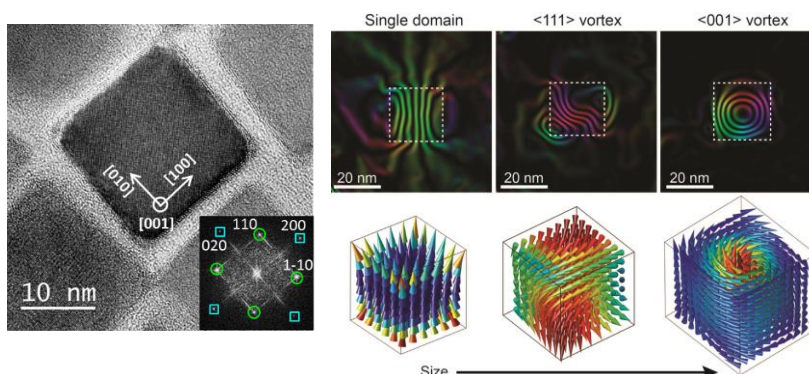 Single domain
<111> vortex
<001> vortex
[010]
[100]
[001]
110
200
020
1-10
10 nm
20 nm
20 nm
20 nm
Size